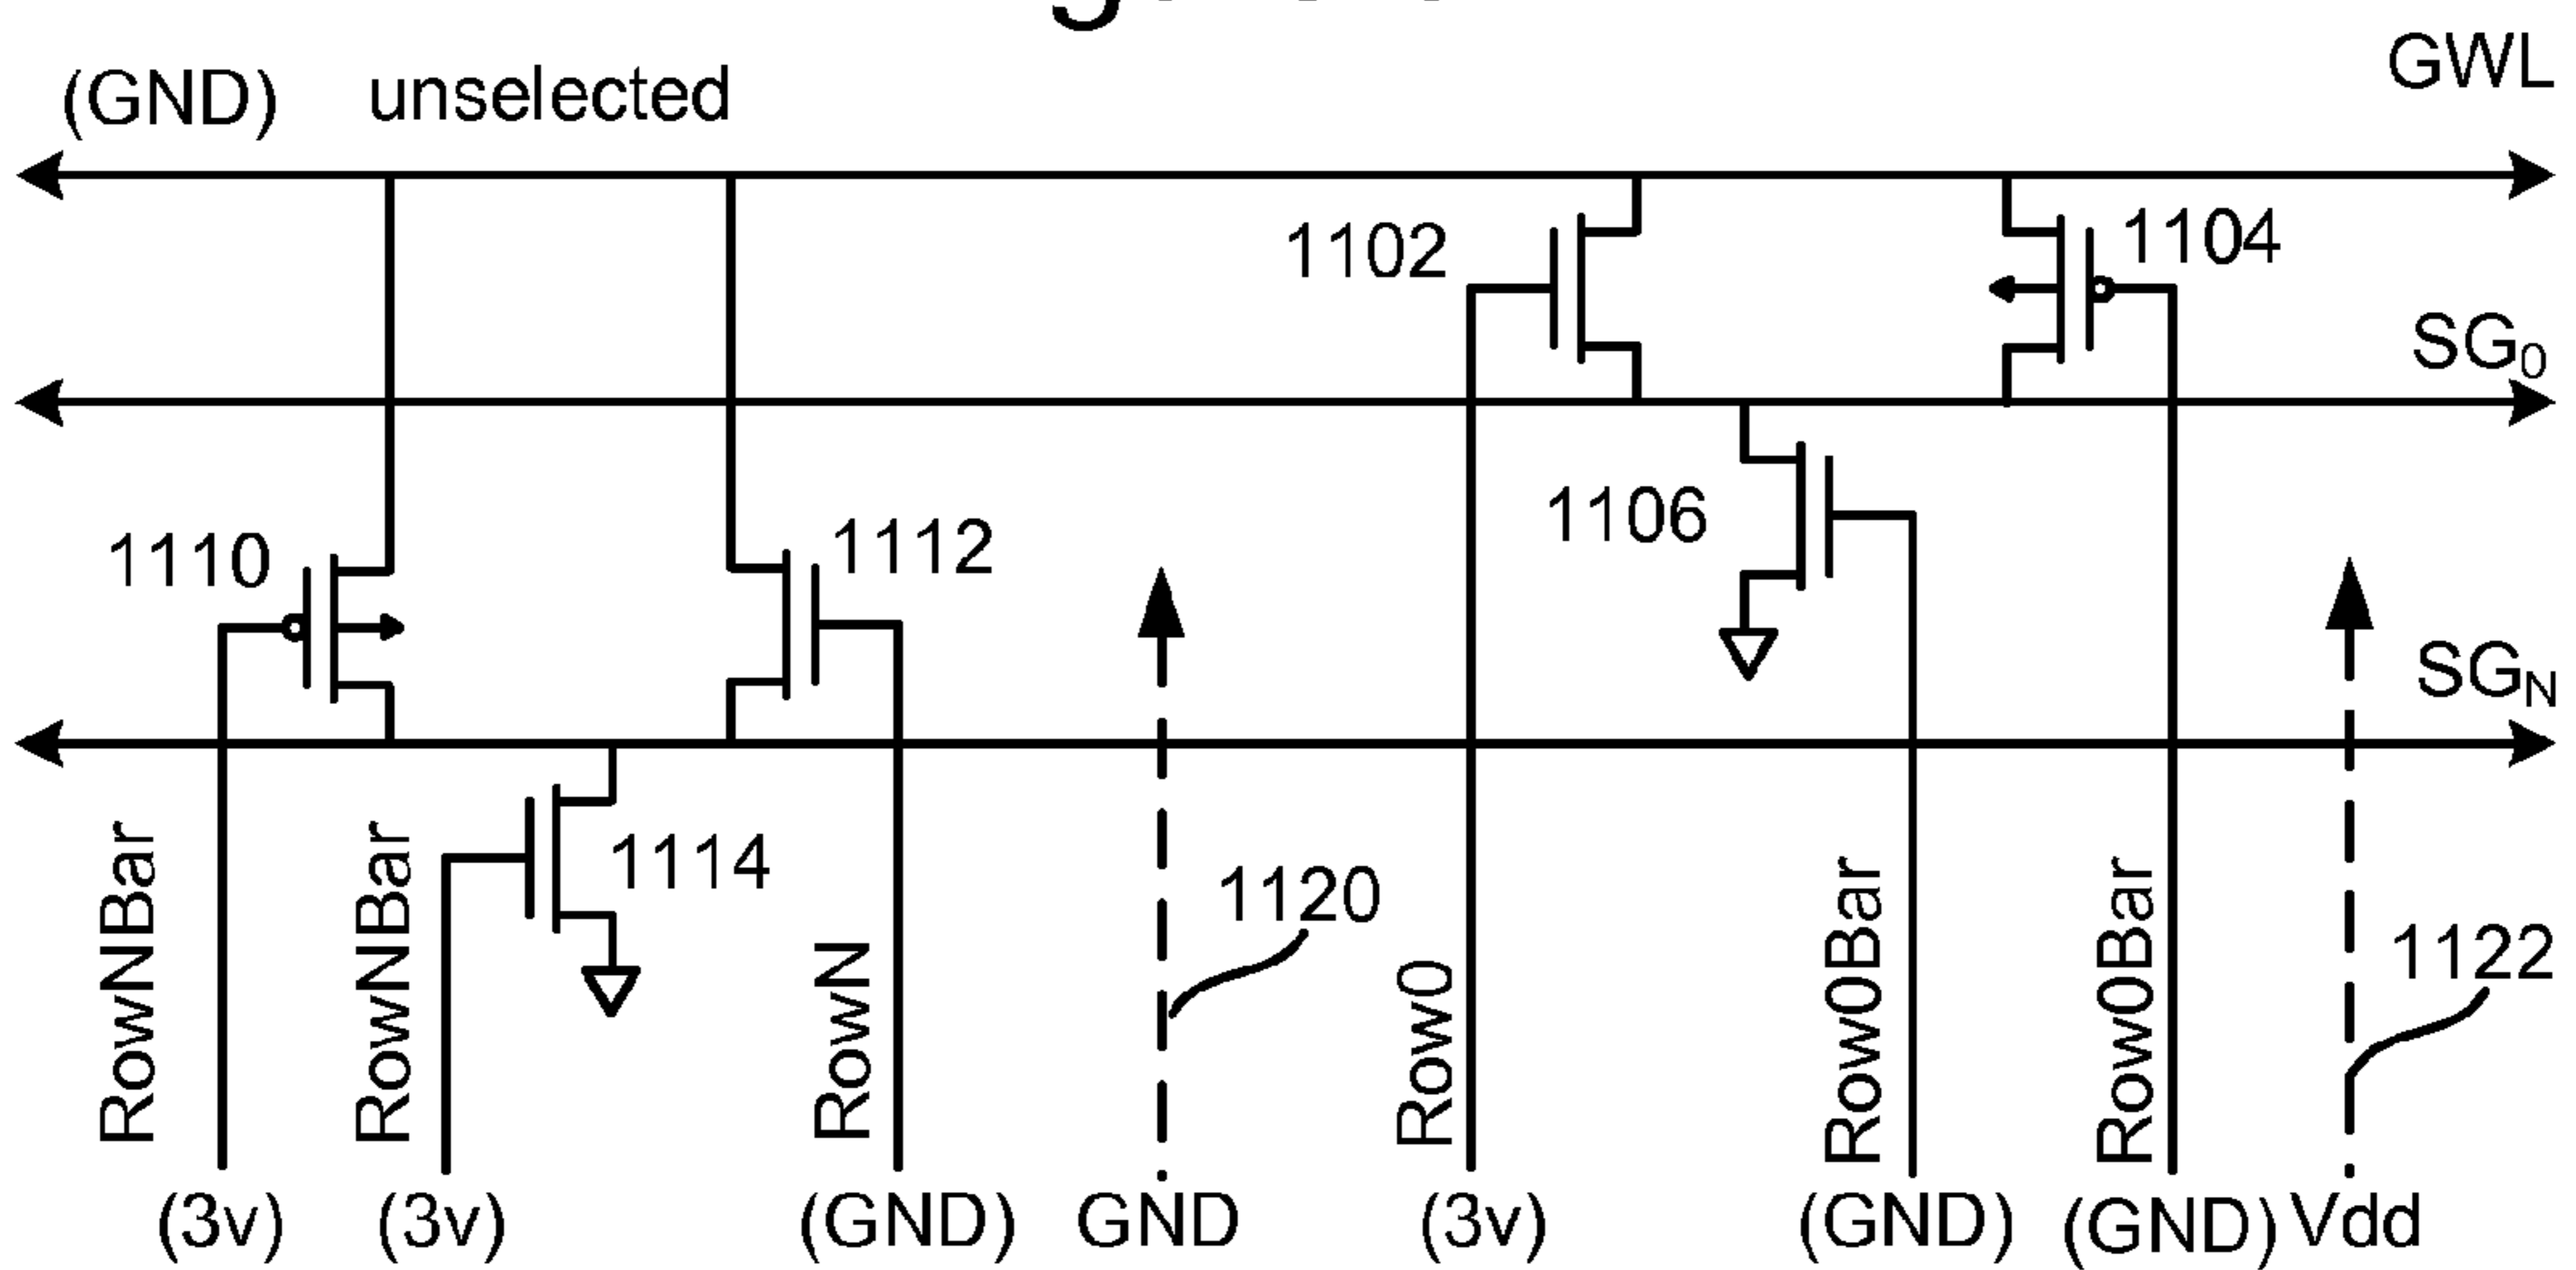 (GND) unselected GWL
1102 1104
SG₀
1106
1110 1112
SG_N
1114
1120
1122
RowNBar RowNBar RowN Row0 Row0Bar Row0Bar
(3v) (3v) (GND) GND (3v) (GND) (GND) Vdd